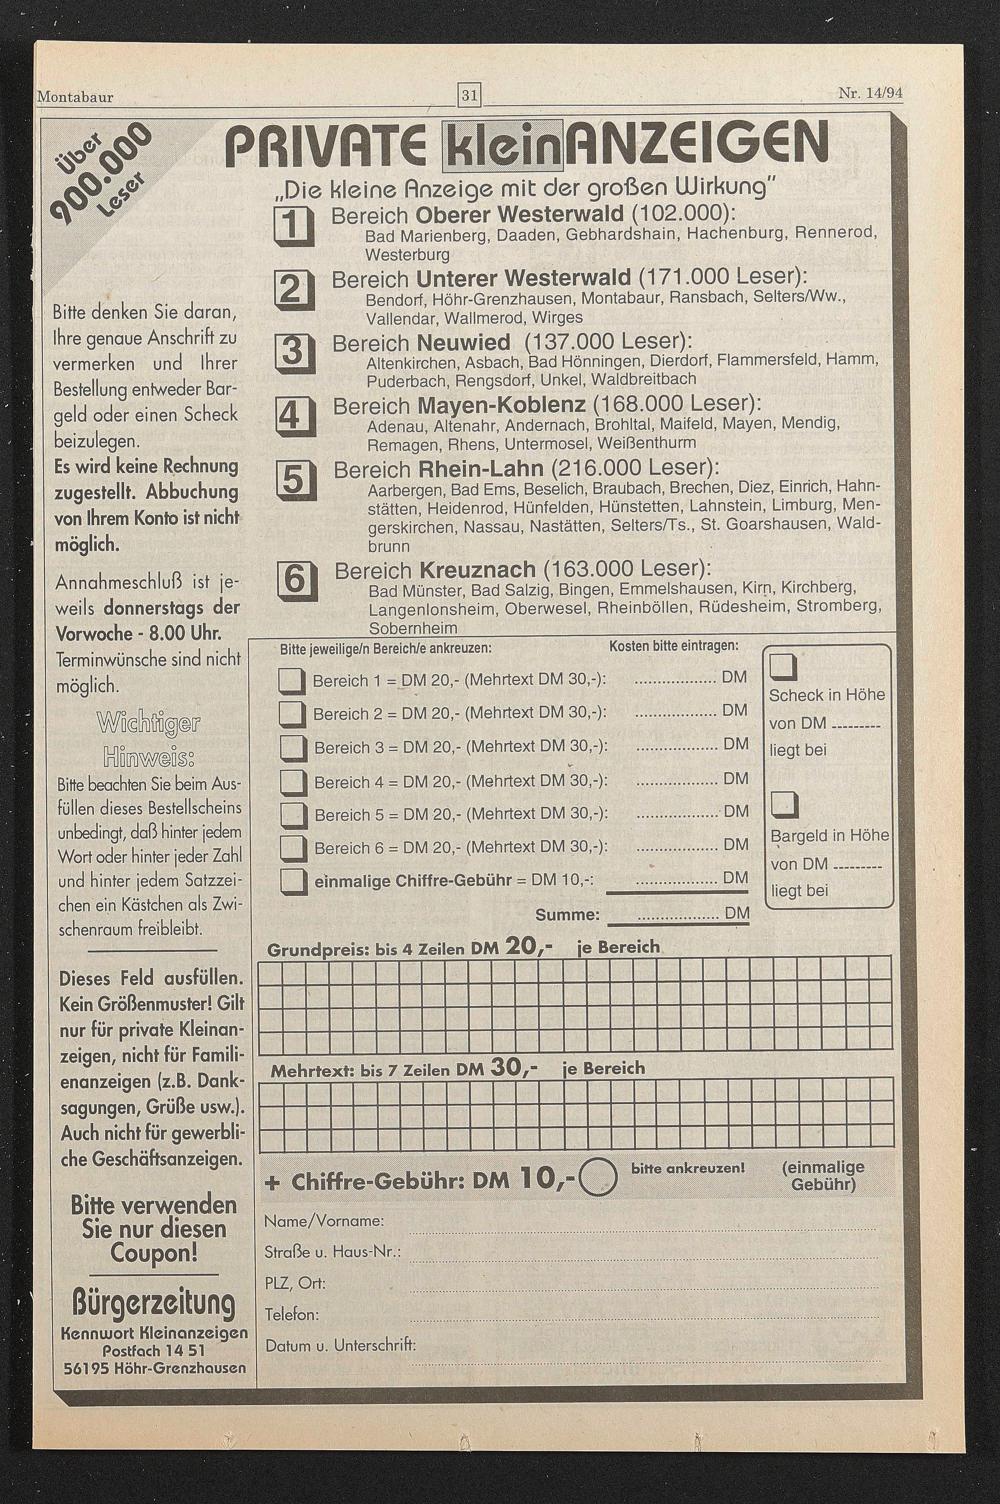 Montabaur
31
Nr. 14/94
Über
900.000
Leser
PRIVATE kleinANZEIGEN
„Die kleine Anzeige mit der großen Wirkung"
1 Bereich Oberer Westerwald (102.000):
Bad Marienberg, Daaden, Gebhardshain, Hachenburg, Rennerod,
Westerburg
2 Bereich Unterer Westerwald (171.000 Leser):
Bendorf, Höhr-Grenzhausen, Montabaur, Ransbach, Selters/Ww.,
Vallendar, Wallmerod, Wirges
3 Bereich Neuwied (137.000 Leser):
Altenkirchen, Asbach, Bad Hönningen, Dierdorf, Flammersfeld, Hamm,
Puderbach, Rengsdorf, Unkel, Waldbreitbach
4 Bereich Mayen-Koblenz (168.000 Leser):
Adenau, Altenahr, Andernach, Brohltal, Maifeld, Mayen, Mendig,
Remagen, Rhens, Untermosel, Weißenthurm
5 Bereich Rhein-Lahn (216.000 Leser):
Aarbergen, Bad Ems, Beselich, Braubach, Brechen, Diez, Einrich, Hahn-
stätten, Heidenrod, Hünfelden, Hünstetten, Lahnstein, Limburg, Men-
gerskirchen, Nassau, Nastätten, Selters/Ts., St. Goarshausen, Wald-
brunn
6 Bereich Kreuznach (163.000 Leser):
Bad Münster, Bad Salzig, Bingen, Emmelshausen, Kirn, Kirchberg,
Langenlonsheim, Oberwesel, Rheinböllen, Rüdesheim, Stromberg,
Sobernheim
Bitte denken Sie daran,
Ihre genaue Anschrift zu
vermerken und Ihrer
Bestellung entweder Bar-
geld oder einen Scheck
beizulegen.
Es wird keine Rechnung
zugestellt. Abbuchung
von Ihrem Konto ist nicht
möglich.
Annahmeschluß ist je-
weils donnerstags der
Vorwoche - 8.00 Uhr.
Terminwünsche sind nicht
möglich.
Wichtiger
Hinweis:
Bitte beachten Sie beim Aus-
füllen dieses Bestellscheins
unbedingt, daß hinter jedem
Wort oder hinter jeder Zahl
und hinter jedem Satzzei-
chen ein Kästchen als Zwi-
schenraum freibleibt.
Dieses Feld ausfüllen.
Kein Größenmuster! Gilt
nur für private Kleinan-
zeigen, nicht für Famili-
enanzeigen (z.B. Dank-
sagungen, Grüße usw.).
Auch nicht für gewerbli-
che Geschäftsanzeigen.
Bitte verwenden
Sie nur diesen
Coupon!
Bürgerzeitung
Kennwort Kleinanzeigen
Postfach 14 51
56195 Höhr-Grenzhausen
Bitte jeweilige/n Bereich/e ankreuzen: Kosten bitte eintragen:
Bereich 1 = DM 20,- (Mehrtext DM 30,-): .................. DM
Bereich 2 = DM 20,- (Mehrtext DM 30,-): .................. DM
Bereich 3 = DM 20,- (Mehrtext DM 30,-): .................. DM
Bereich 4 = DM 20,- (Mehrtext DM 30,-): .................. DM
Bereich 5 = DM 20,- (Mehrtext DM 30,-): .................. DM
Bereich 6 = DM 20,- (Mehrtext DM 30,-): .................. DM
einmalige Chiffre-Gebühr = DM 10,-: .................. DM
Summe: .................. DM
Scheck in Höhe
von DM ---------
liegt bei
Bargeld in Höhe
von DM ---------
liegt bei
Grundpreis: bis 4 Zeilen DM 20,- je Bereich
Mehrtext: bis 7 Zeilen DM 30,- je Bereich
+ Chiffre-Gebühr: DM 10,- bitte ankreuzen! (einmalige
Gebühr)
Name/Vorname:
Straße u. Haus-Nr.:
PLZ, Ort:
Telefon:
Datum u. Unterschrift: